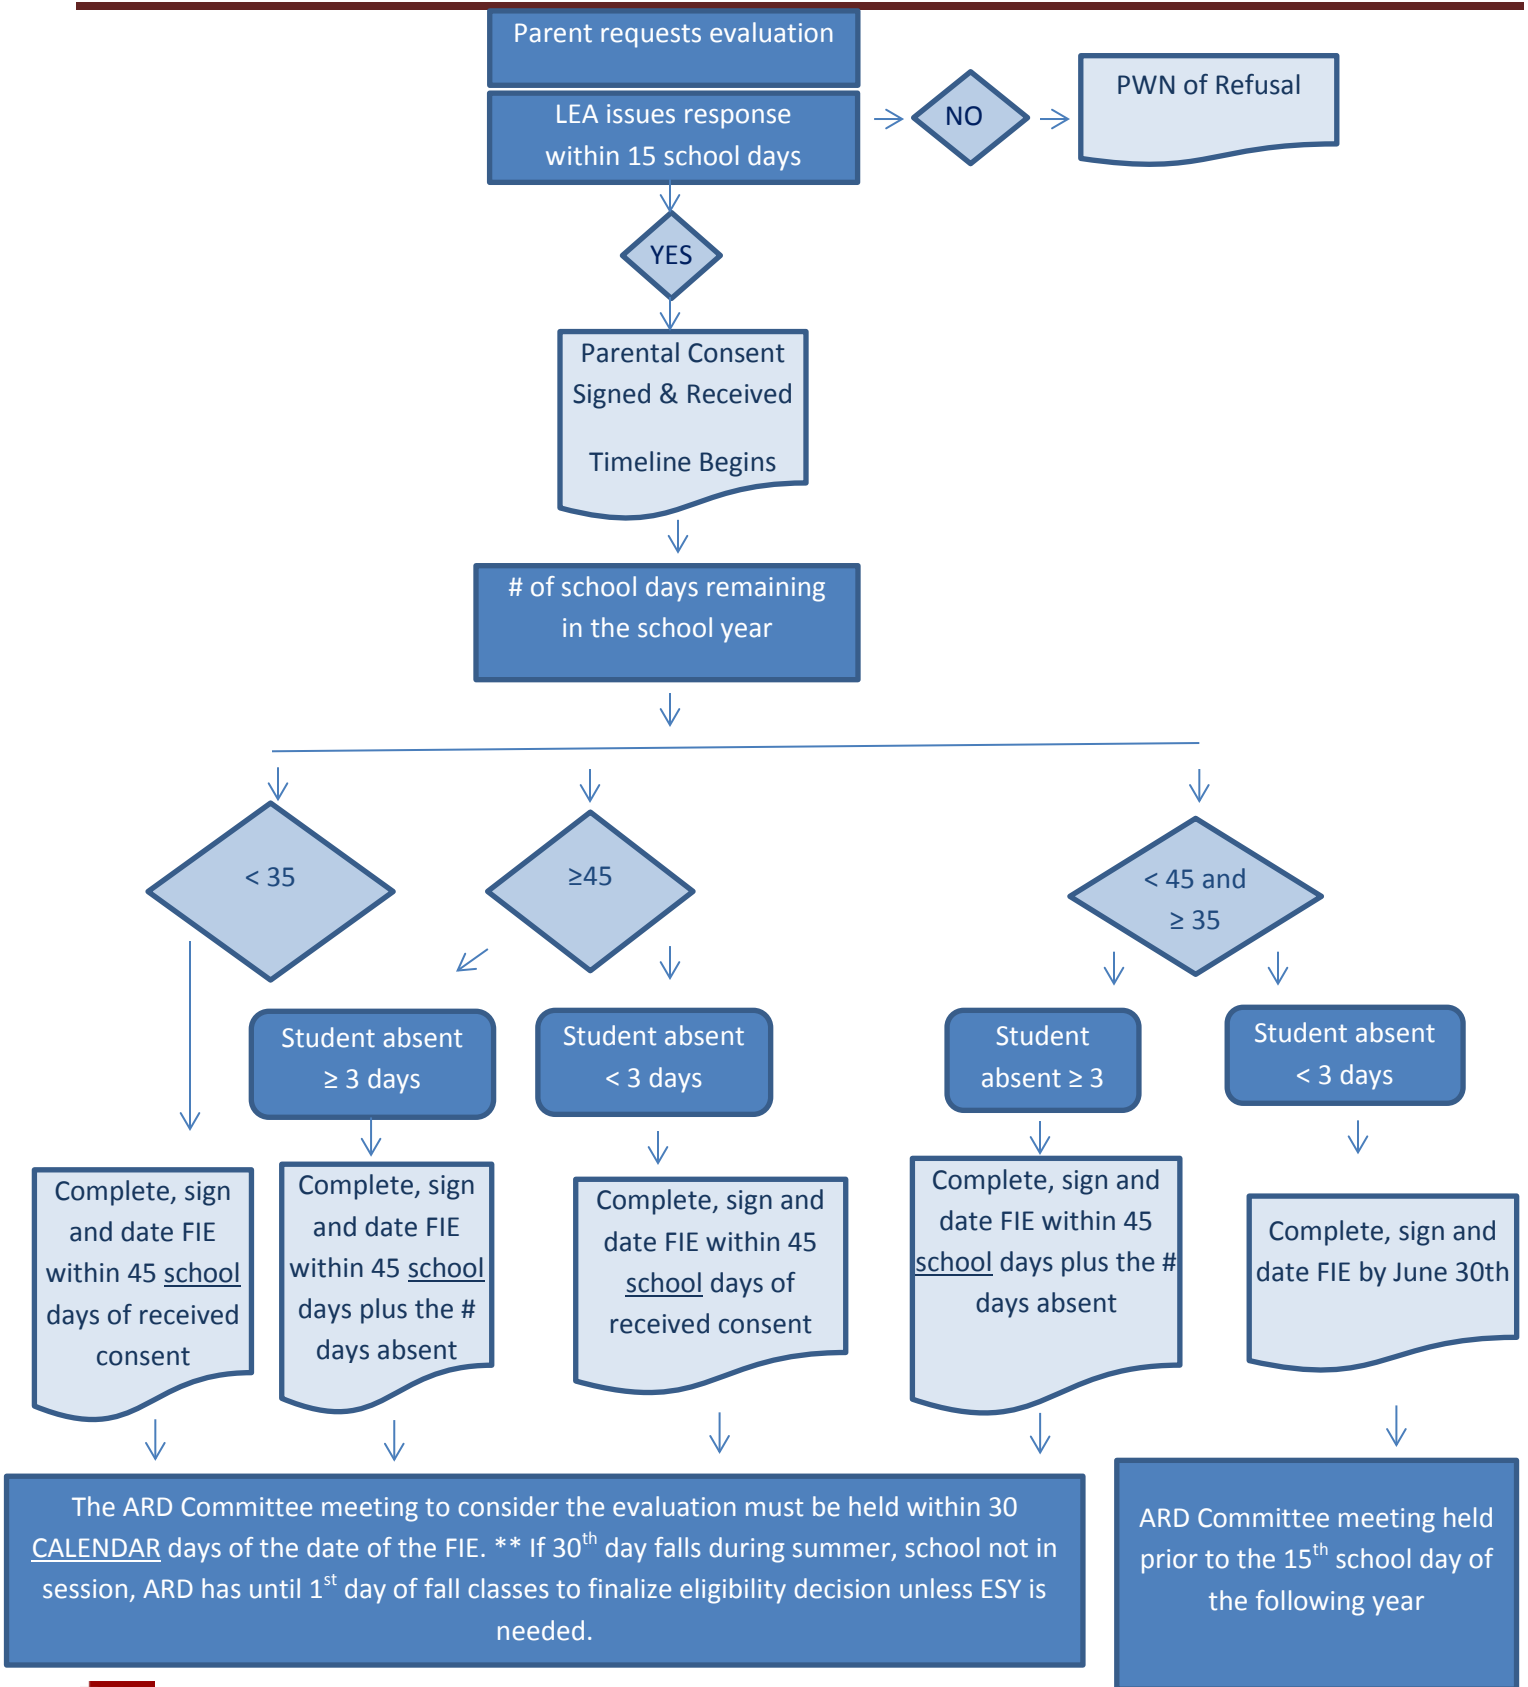 Parent requests evaluation
LEA issues response
within 15 school days
NO
PWN of Refusal
YES
Parental Consent
Signed & Received
Timeline Begins
# of school days remaining
in the school year
< 35
≥45
< 45 and
≥ 35
Student absent
≥ 3 days
Student absent
< 3 days
Student
absent ≥ 3
Student absent
< 3 days
Complete, sign
and date FIE
within 45 school
days of received
consent
Complete, sign
and date FIE
within 45 school
days plus the #
days absent
Complete, sign and
date FIE within 45
school days of
received consent
Complete, sign and
date FIE within 45
school days plus the #
days absent
Complete, sign and
date FIE by June 30th
The ARD Committee meeting to consider the evaluation must be held within 30
CALENDAR days of the date of the FIE. ** If 30th day falls during summer, school not in
session, ARD has until 1st day of fall classes to finalize eligibility decision unless ESY is
needed.
ARD Committee meeting held
prior to the 15th school day of
the following year